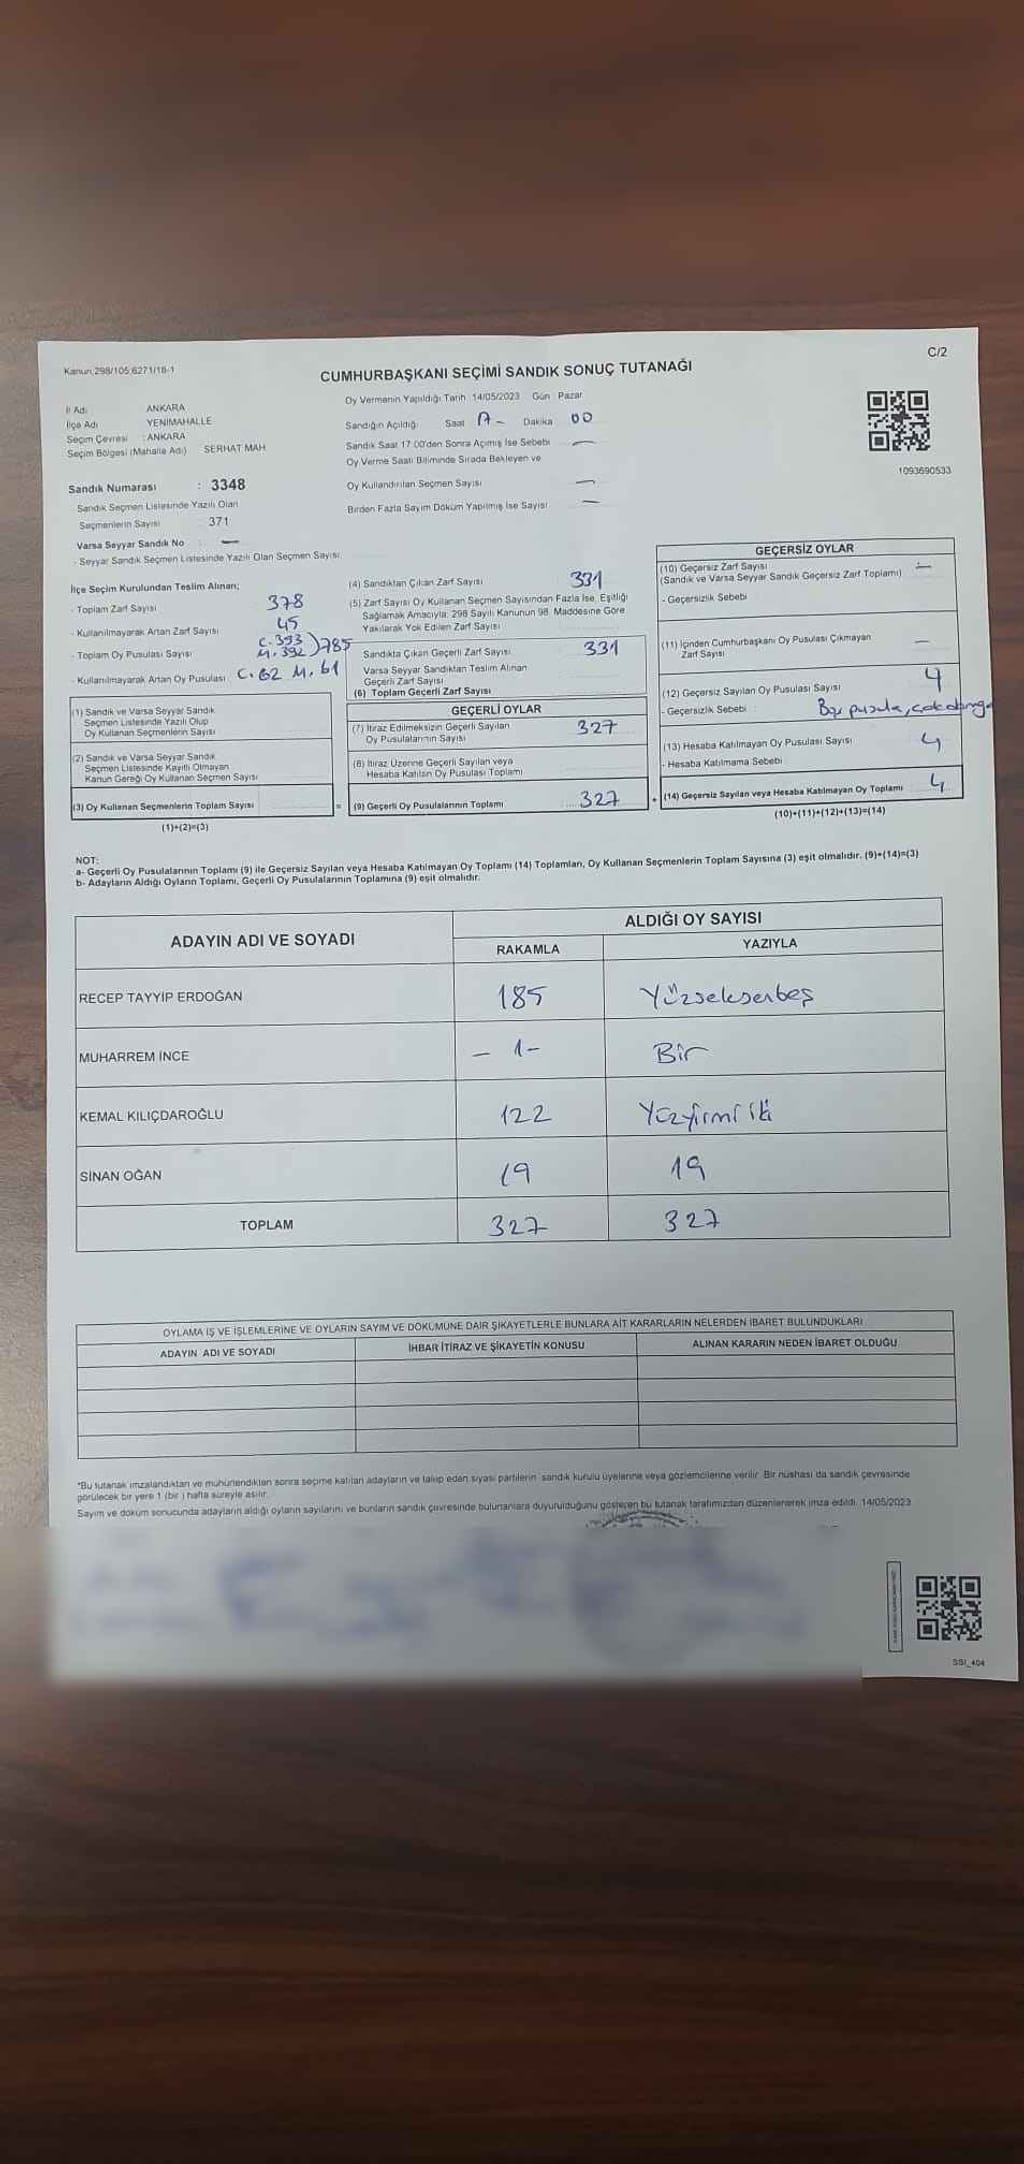 Kanun 298/105 6271/18-1
C/2
CUMHURBAŞKANI SEÇİMİ SANDIK SONUÇ TUTANAĞI
İl Adı ANKARA
İlçe Adı YENİMAHALLE
Seçim Çevresi : ANKARA
Seçim Bölgesi (Mahalle Adı) SERHAT MAH
Sandık Numarası : 3348
Sandık Seçmen Listesinde Yazılı Olan
Seçmenlerin Sayısı 371
Varsa Seyyar Sandık No —
- Seyyar Sandık Seçmen Listesinde Yazılı Olan Seçmen Sayısı
Oy Vermenin Yapıldığı Tarih 14/05/2023 Gün Pazar
Sandığın Açıldığı Saat Dakika 00
Sandık Saat 17.00'den Sonra Açımış İse Sebebi —
Oy Verme Saati Bitiminde Sırada Bekleyen ve
Oy Kullandırılan Seçmen Sayısı —
Birden Fazla Sayım Döküm Yapılmış İse Sayısı —
1093690533
İlçe Seçim Kurulundan Teslim Alınan;
- Toplam Zarf Sayısı 378
- Kullanılmayarak Artan Zarf Sayısı 45
- Toplam Oy Pusulası Sayısı C. 393 M. 392 ) 785
- Kullanılmayarak Artan Oy Pusulası C. 62 M. 61
(1) Sandık ve Varsa Seyyar Sandık
Seçmen Listesinde Yazılı Olup
Oy Kullanan Seçmenlerin Sayısı
(2) Sandık ve Varsa Seyyar Sandık
Seçmen Listesinde Kayıtlı Olmayan
Kanun Gereği Oy Kullanan Seçmen Sayısı
(3) Oy Kullanan Seçmenlerin Toplam Sayısı =
(1)+(2)=(3)
(4) Sandıktan Çıkan Zarf Sayısı 331
(5) Zarf Sayısı Oy Kullanan Seçmen Sayısından Fazla İse, Eşitliği
Sağlamak Amacıyla; 298 Sayılı Kanunun 98. Maddesine Göre
Yakılarak Yok Edilen Zarf Sayısı
Sandıkta Çıkan Geçerli Zarf Sayısı 331
Varsa Seyyar Sandıktan Teslim Alınan
Geçerli Zarf Sayısı
(6) Toplam Geçerli Zarf Sayısı
GEÇERLİ OYLAR
(7) İtiraz Edilmeksizin Geçerli Sayılan
Oy Pusulalarının Sayısı 327
(8) İtiraz Üzerine Geçerli Sayılan veya
Hesaba Katılan Oy Pusulası Toplamı
(9) Geçerli Oy Pusulalarının Toplamı 327 +
GEÇERSİZ OYLAR
(10) Geçersiz Zarf Sayısı —
(Sandık ve Varsa Seyyar Sandık Geçersiz Zarf Toplamı)
- Geçersizlik Sebebi
(11) İçinden Cumhurbaşkanı Oy Pusulası Çıkmayan —
Zarf Sayısı
(12) Geçersiz Sayılan Oy Pusulası Sayısı 4
- Geçersizlik Sebebi : Boş pusula,
(13) Hesaba Katılmayan Oy Pusulası Sayısı 4
- Hesaba Katılmama Sebebi
(14) Geçersiz Sayılan veya Hesaba Katılmayan Oy Toplamı 4
(10)+(11)+(12)+(13)=(14)
NOT:
a- Geçerli Oy Pusulalarının Toplamı (9) ile Geçersiz Sayılan veya Hesaba Katılmayan Oy Toplamı (14) Toplamları, Oy Kullanan Seçmenlerin Toplam Sayısına (3) eşit olmalıdır. (9)+(14)=(3)
b- Adayların Aldığı Oyların Toplamı, Geçerli Oy Pusulalarının Toplamına (9) eşit olmalıdır.
ADAYIN ADI VE SOYADI
ALDIĞI OY SAYISI
RAKAMLA YAZIYLA
RECEP TAYYİP ERDOĞAN 185 Yüzseksenbeş
MUHARREM İNCE - 1 - Bir
KEMAL KILIÇDAROĞLU 122 Yüzyirmi iki
SİNAN OĞAN 19 19
TOPLAM 327 327
OYLAMA İŞ VE İŞLEMLERİNE VE OYLARIN SAYIM VE DÖKÜMÜNE DAİR ŞİKAYETLERLE BUNLARA AİT KARARLARIN NELERDEN İBARET BULUNDUKLARI
ADAYIN ADI VE SOYADI İHBAR İTİRAZ VE ŞİKAYETİN KONUSU ALINAN KARARIN NEDEN İBARET OLDUĞU
*Bu tutanak imzalandıktan ve mühürlendikten sonra seçime katılan adayların ve talep eden siyasi partilerin sandık kurulu üyelerine veya gözlemcilerine verilir. Bir nüshası da sandık çevresinde
görülecek bir yere 1 (bir) hafta süreyle asılır.
Sayım ve döküm sonucunda adayların aldığı oyların sayılarını ve bunların sandık çevresinde bulunanlara duyurulduğunu gösteren bu tutanak tarafımızdan düzenlenerek imza edildi. 14/05/2023
SSI_404